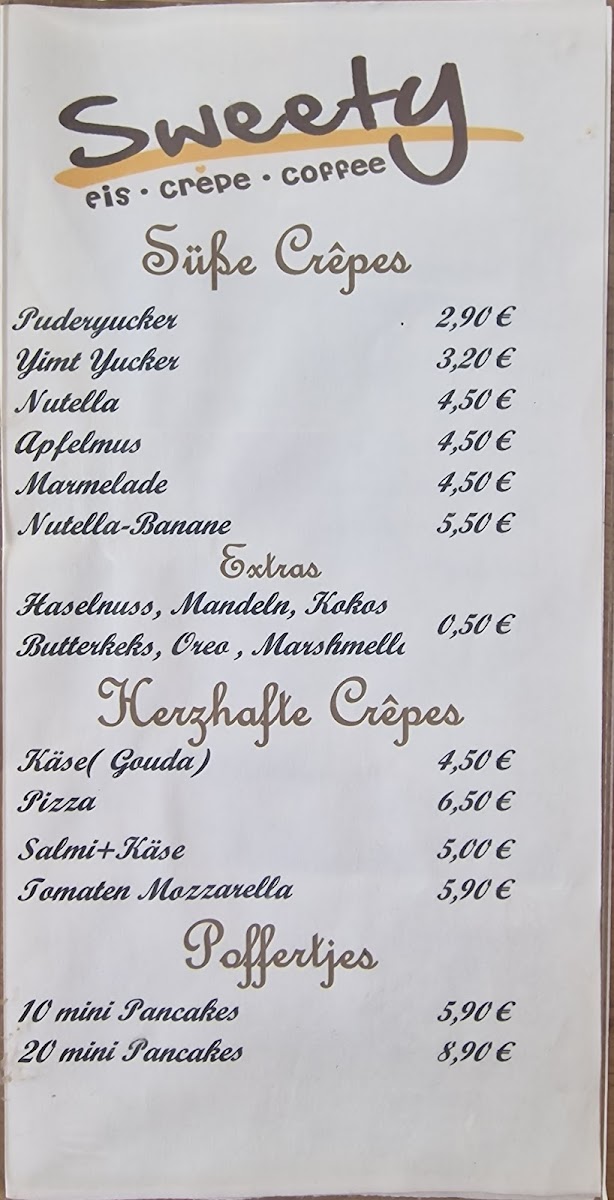 Sweety
eis · crêpe · coffee
Süße Crêpes
Puderyucker 2,90 €
Yimt Yucker 3,20 €
Nutella 4,50 €
Apfelmus 4,50 €
Marmelade 4,50 €
Nutella-Banane 5,50 €
Extras
Haselnuss, Mandeln, Kokos
0,50 €
Butterkeks, Oreo , Marshmell
Herzhafte Crêpes
Käse( Gouda) 4,50 €
Pizza 6,50 €
Salmi+Käse 5,00 €
Tomaten Mozzarella 5,90 €
Poffertjes
10 mini Pancakes 5,90 €
20 mini Pancakes 8,90 €